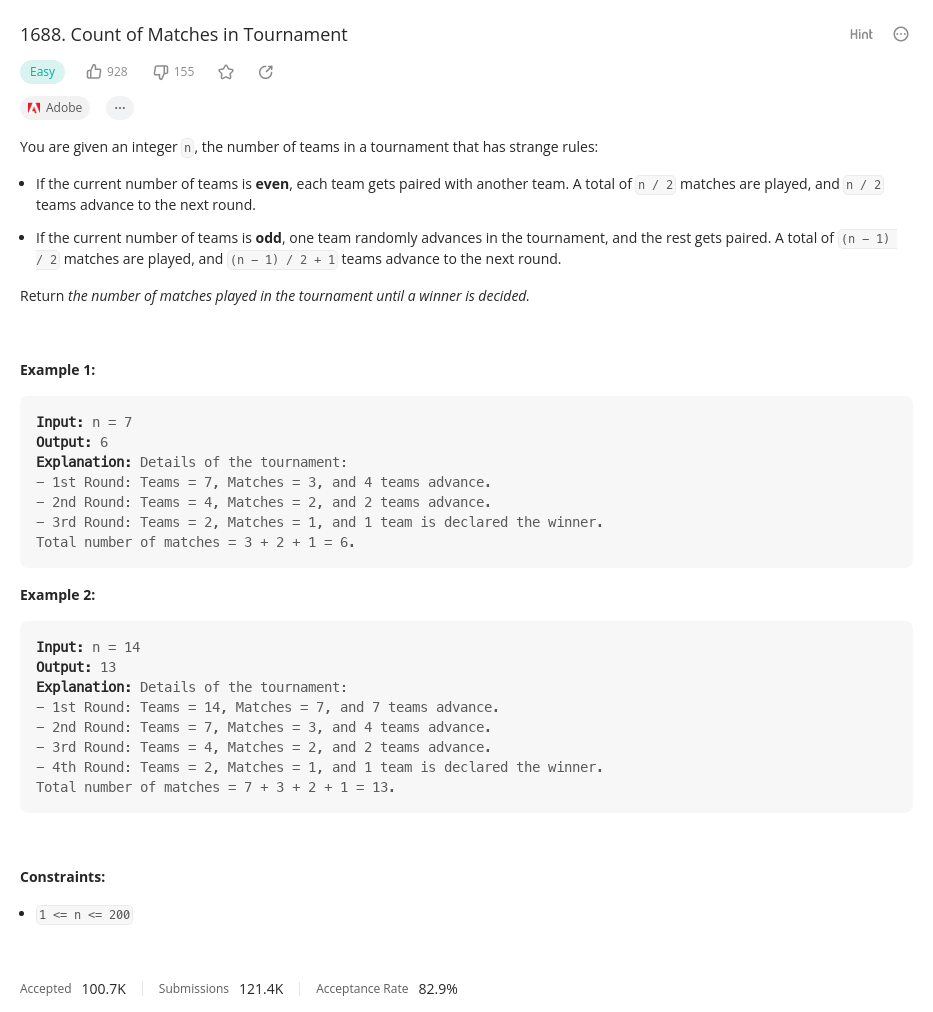 1688. Count of Matches in Tournament
Hint
Easy
928
155
Adobe
You are given an integer n, the number of teams in a tournament that has strange rules:
• If the current number of teams is even, each team gets paired with another team. A total of n / 2 matches are played, and n / 2
teams advance to the next round.
• If the current number of teams is odd, one team randomly advances in the tournament, and the rest gets paired. A total of (n - 1)
/ 2 matches are played, and (n - 1) / 2 + 1 teams advance to the next round.
Return the number of matches played in the tournament until a winner is decided.
Example 1:
Input: n = 7
Output: 6
Explanation: Details of the tournament:
- 1st Round: Teams = 7, Matches = 3, and 4 teams advance.
- 2nd Round: Teams = 4, Matches = 2, and 2 teams advance.
- 3rd Round: Teams = 2, Matches = 1, and 1 team is declared the winner.
Total number of matches = 3 + 2 + 1 = 6.
Example 2:
Input: n = 14
Output: 13
Explanation: Details of the tournament:
- 1st Round: Teams = 14, Matches = 7, and 7 teams advance.
- 2nd Round: Teams = 7, Matches = 3, and 4 teams advance.
- 3rd Round: Teams = 4, Matches = 2, and 2 teams advance.
- 4th Round: Teams = 2, Matches = 1, and 1 team is declared the winner.
Total number of matches = 7 + 3 + 2 + 1 = 13.
Constraints:
• 1 <= n <= 200
Accepted 100.7K Submissions 121.4K Acceptance Rate 82.9%